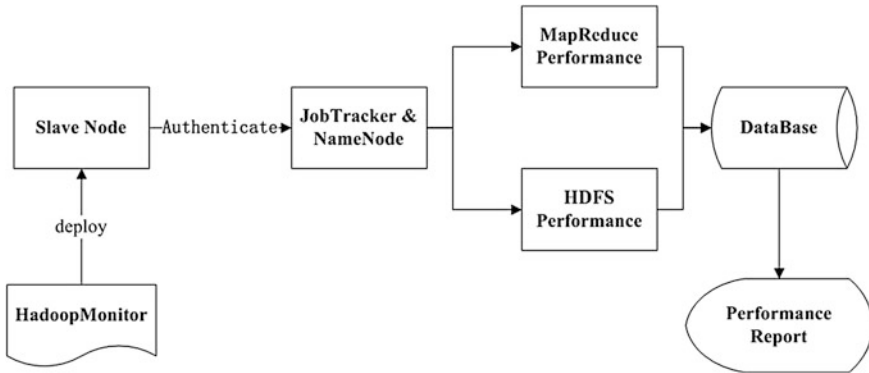 MapReduce
Performance
Slave Node
Authenticate
JobTracker &
NameNode
DataBase
HDFS
Performance
deploy
HadoopMonitor
Performance
Report